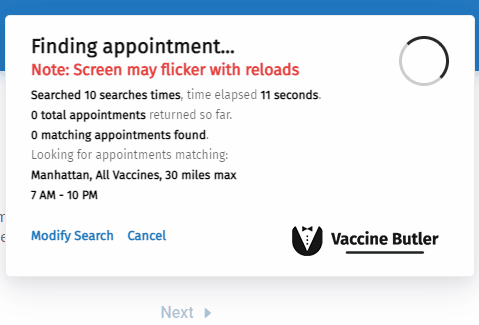 Finding appointment...
Note: Screen may flicker with reloads
Searched 10 searches times, time elapsed 11 seconds.
0 total appointments returned so far.
0 matching appointments found.
Looking for appointments matching:
Manhattan, All Vaccines, 30 miles max
7 AM - 10 PM
Modify Search Cancel
Vaccine Butler
Next